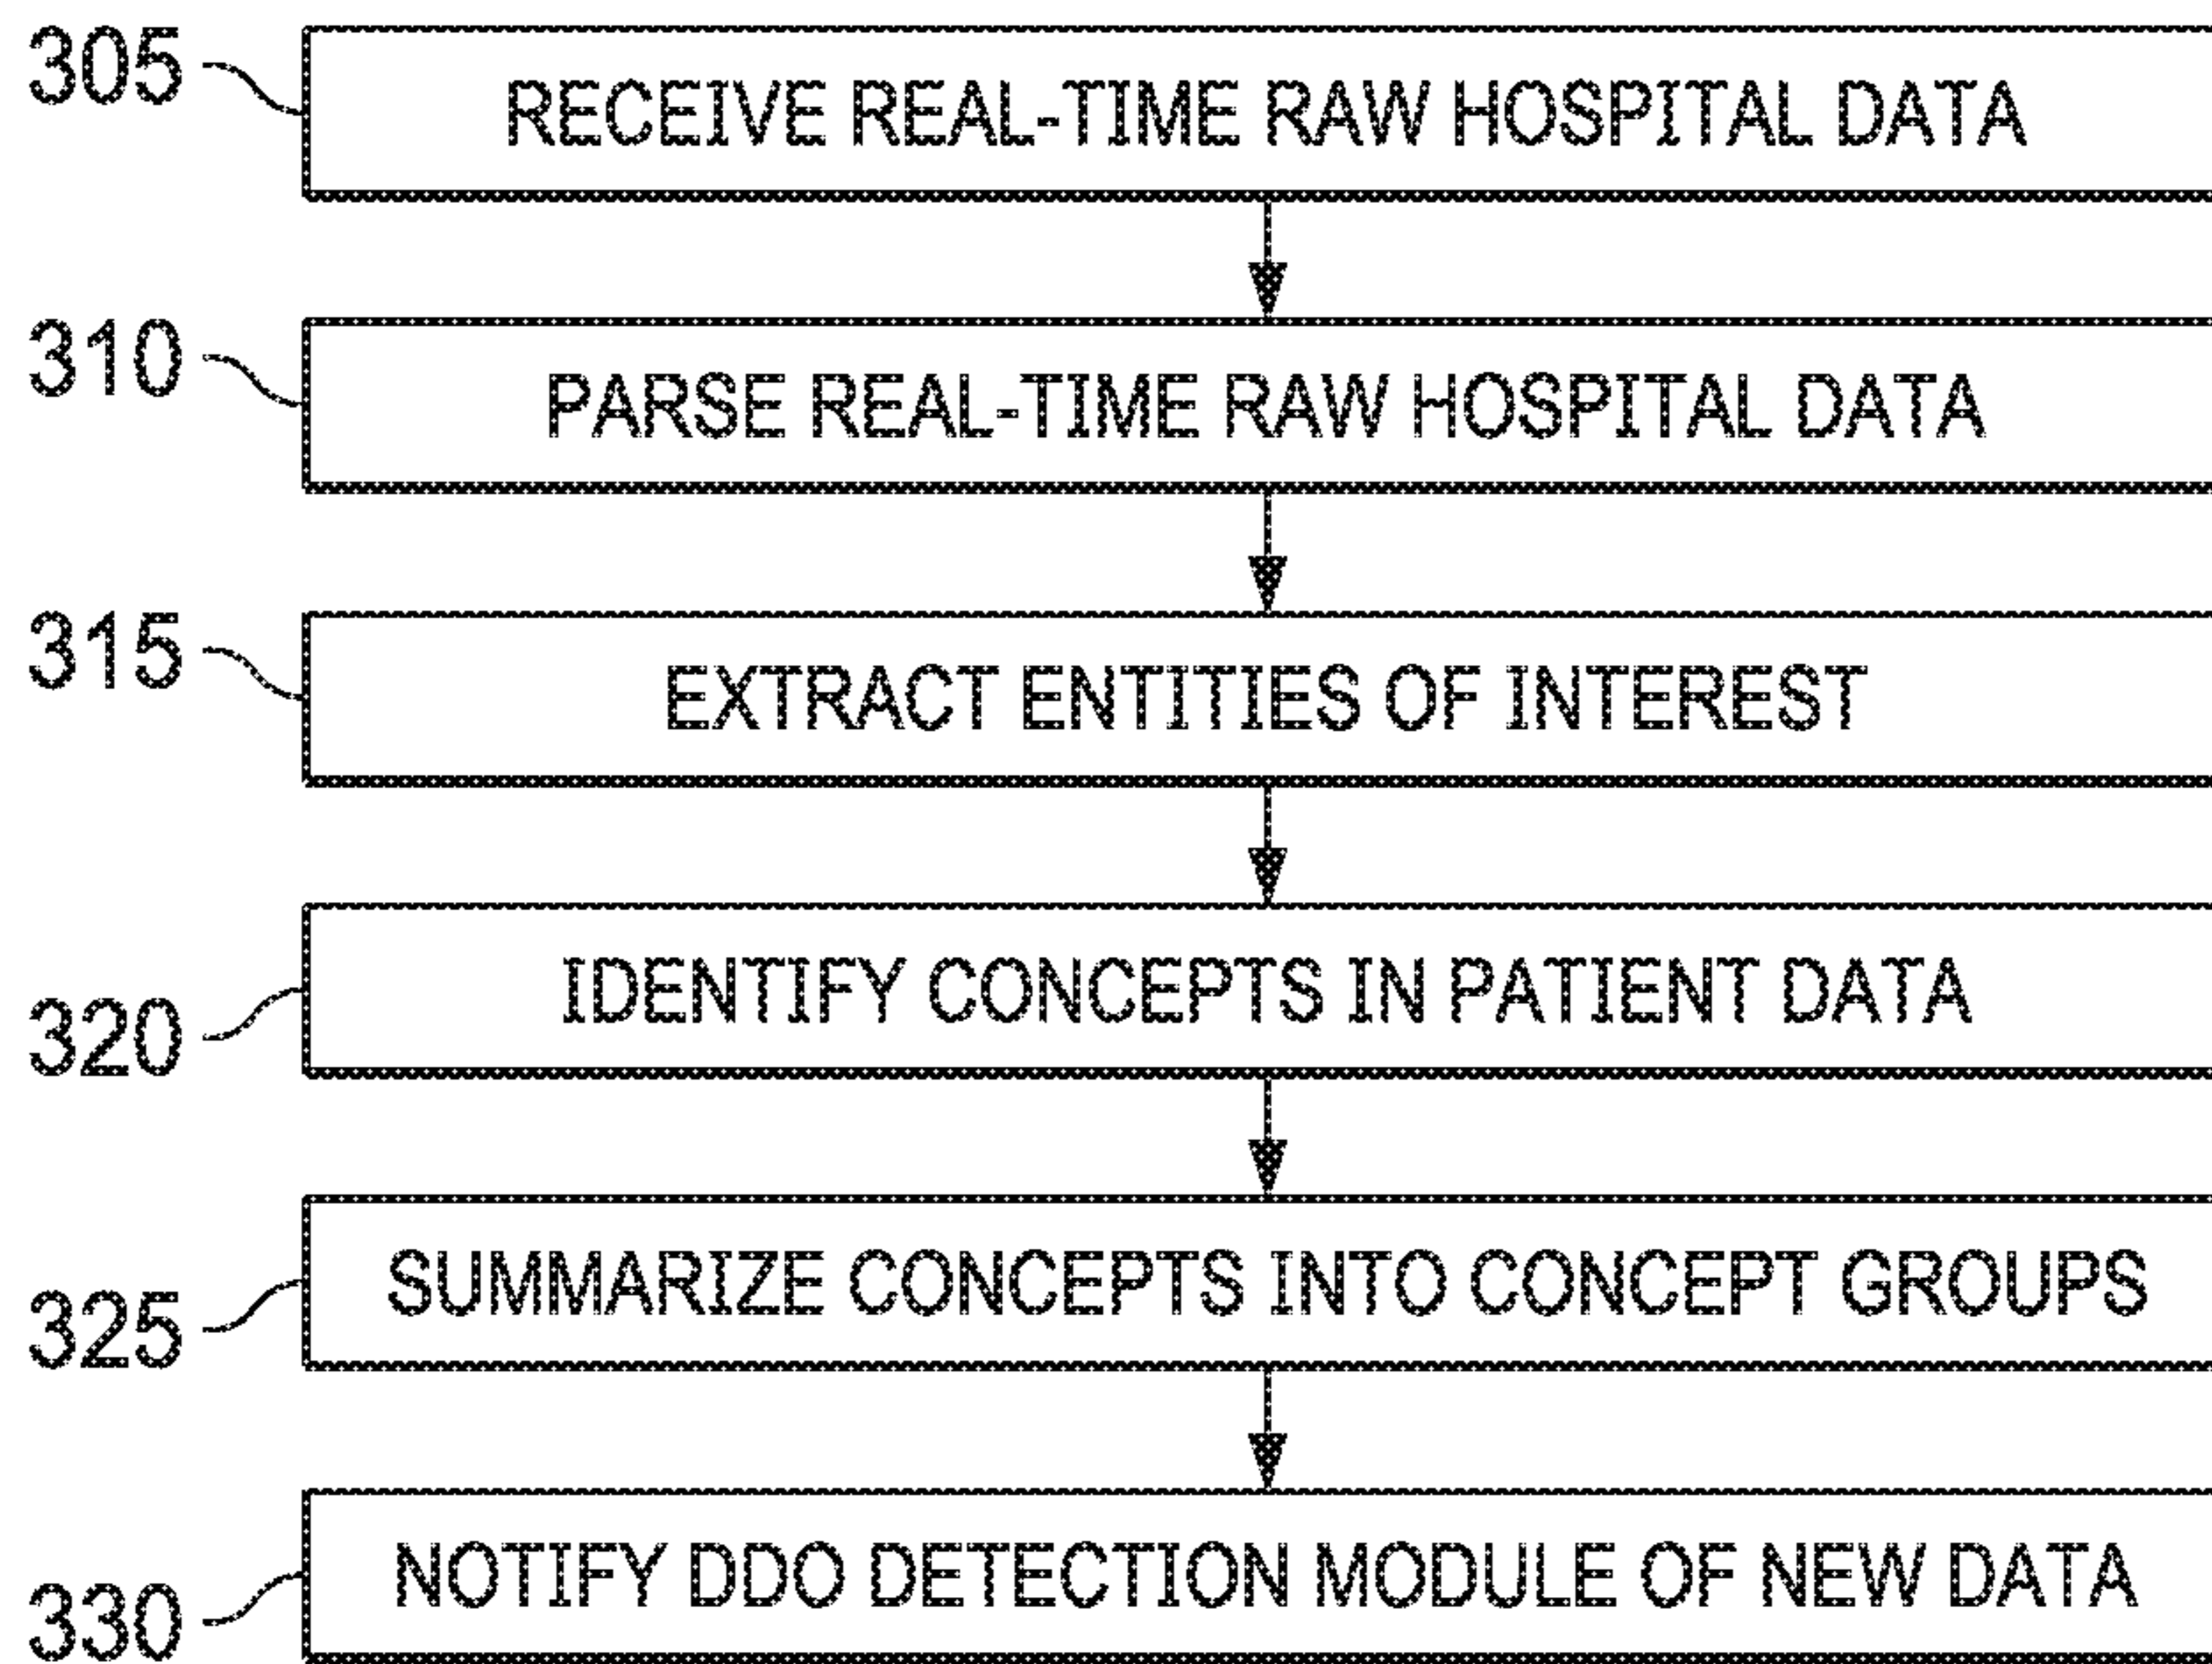 305 RECEIVE REAL-TIME RAW HOSPITAL DATA
310 PARSE REAL-TIME RAW HOSPITAL DATA
315 EXTRACT ENTITIES OF INTEREST
320 IDENTIFY CONCEPTS IN PATIENT DATA
325 SUMMARIZE CONCEPTS INTO CONCEPT GROUPS
330 NOTIFY DDO DETECTION MODULE OF NEW DATA